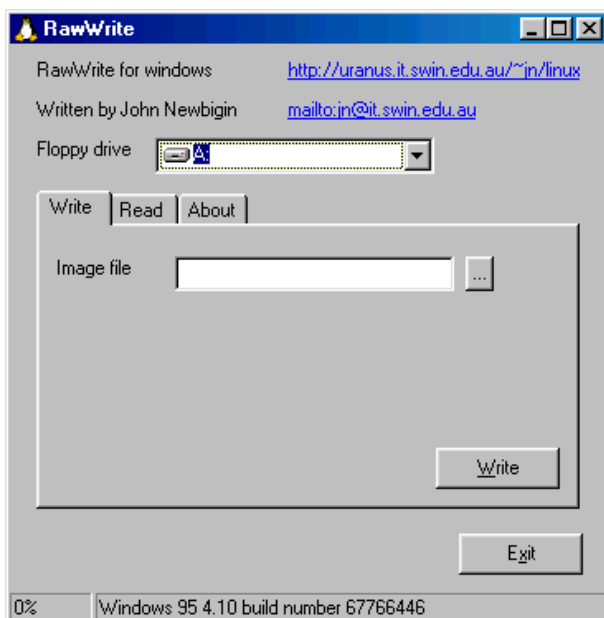 RawWrite
RawWrite for windows http://uranus.it.swin.edu.au/~jn/linux
Written by John Newbigin mailto:jn@it.swin.edu.au
Floppy drive A:
Write Read About
Image file ...
Write
Exit
0% Windows 95 4.10 build number 67766446